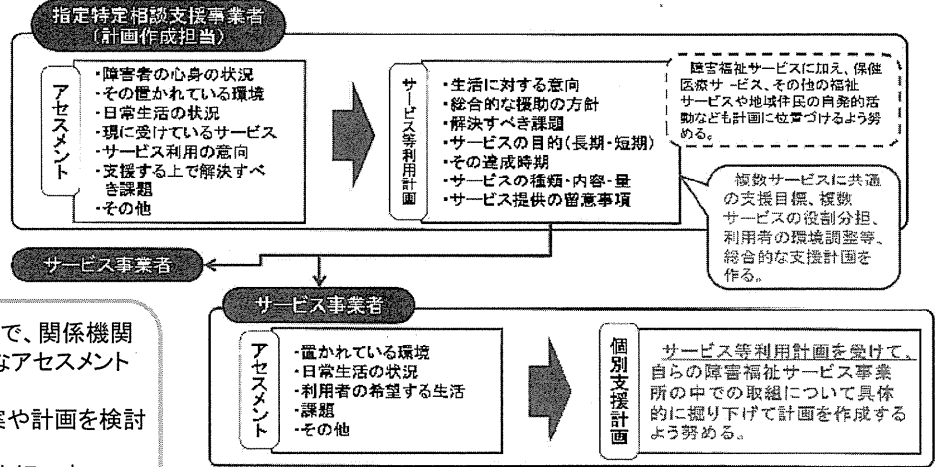 指定特定相談支援事業者
(計画作成担当)
アセスメント
・障害者の心身の状況
・その置かれている環境
・日常生活の状況
・現に受けているサービス
・サービス利用の意向
・支援する上で解決すべ
き課題
・その他
サービス等利用計画
・生活に対する意向
・総合的な援助の方針
・解決すべき課題
・サービスの目的(長期・短期)
・その達成時期
・サービスの種類・内容・量
・サービス提供の留意事項
障害福祉サービスに加え、保健
医療サービス、その他の福祉
サービスや地域住民の自発的活
動なども計画に位置づけるよう努
める。
複数サービスに共通
の支援目標、複数
サービスの役割分担、
利用者の環境調整等、
総合的な支援計画を
作る。
サービス事業者
サービス事業者
で、関係機関
なアセスメント
案や計画を検討
アセスメント
・置かれている環境
・日常生活の状況
・利用者の希望する生活
・課題
・その他
個別支援計画
サービス等利用計画を受けて、
自らの障害福祉サービス事業
所の中での取組について具体
的に掘り下げて計画を作成する
よう努める。